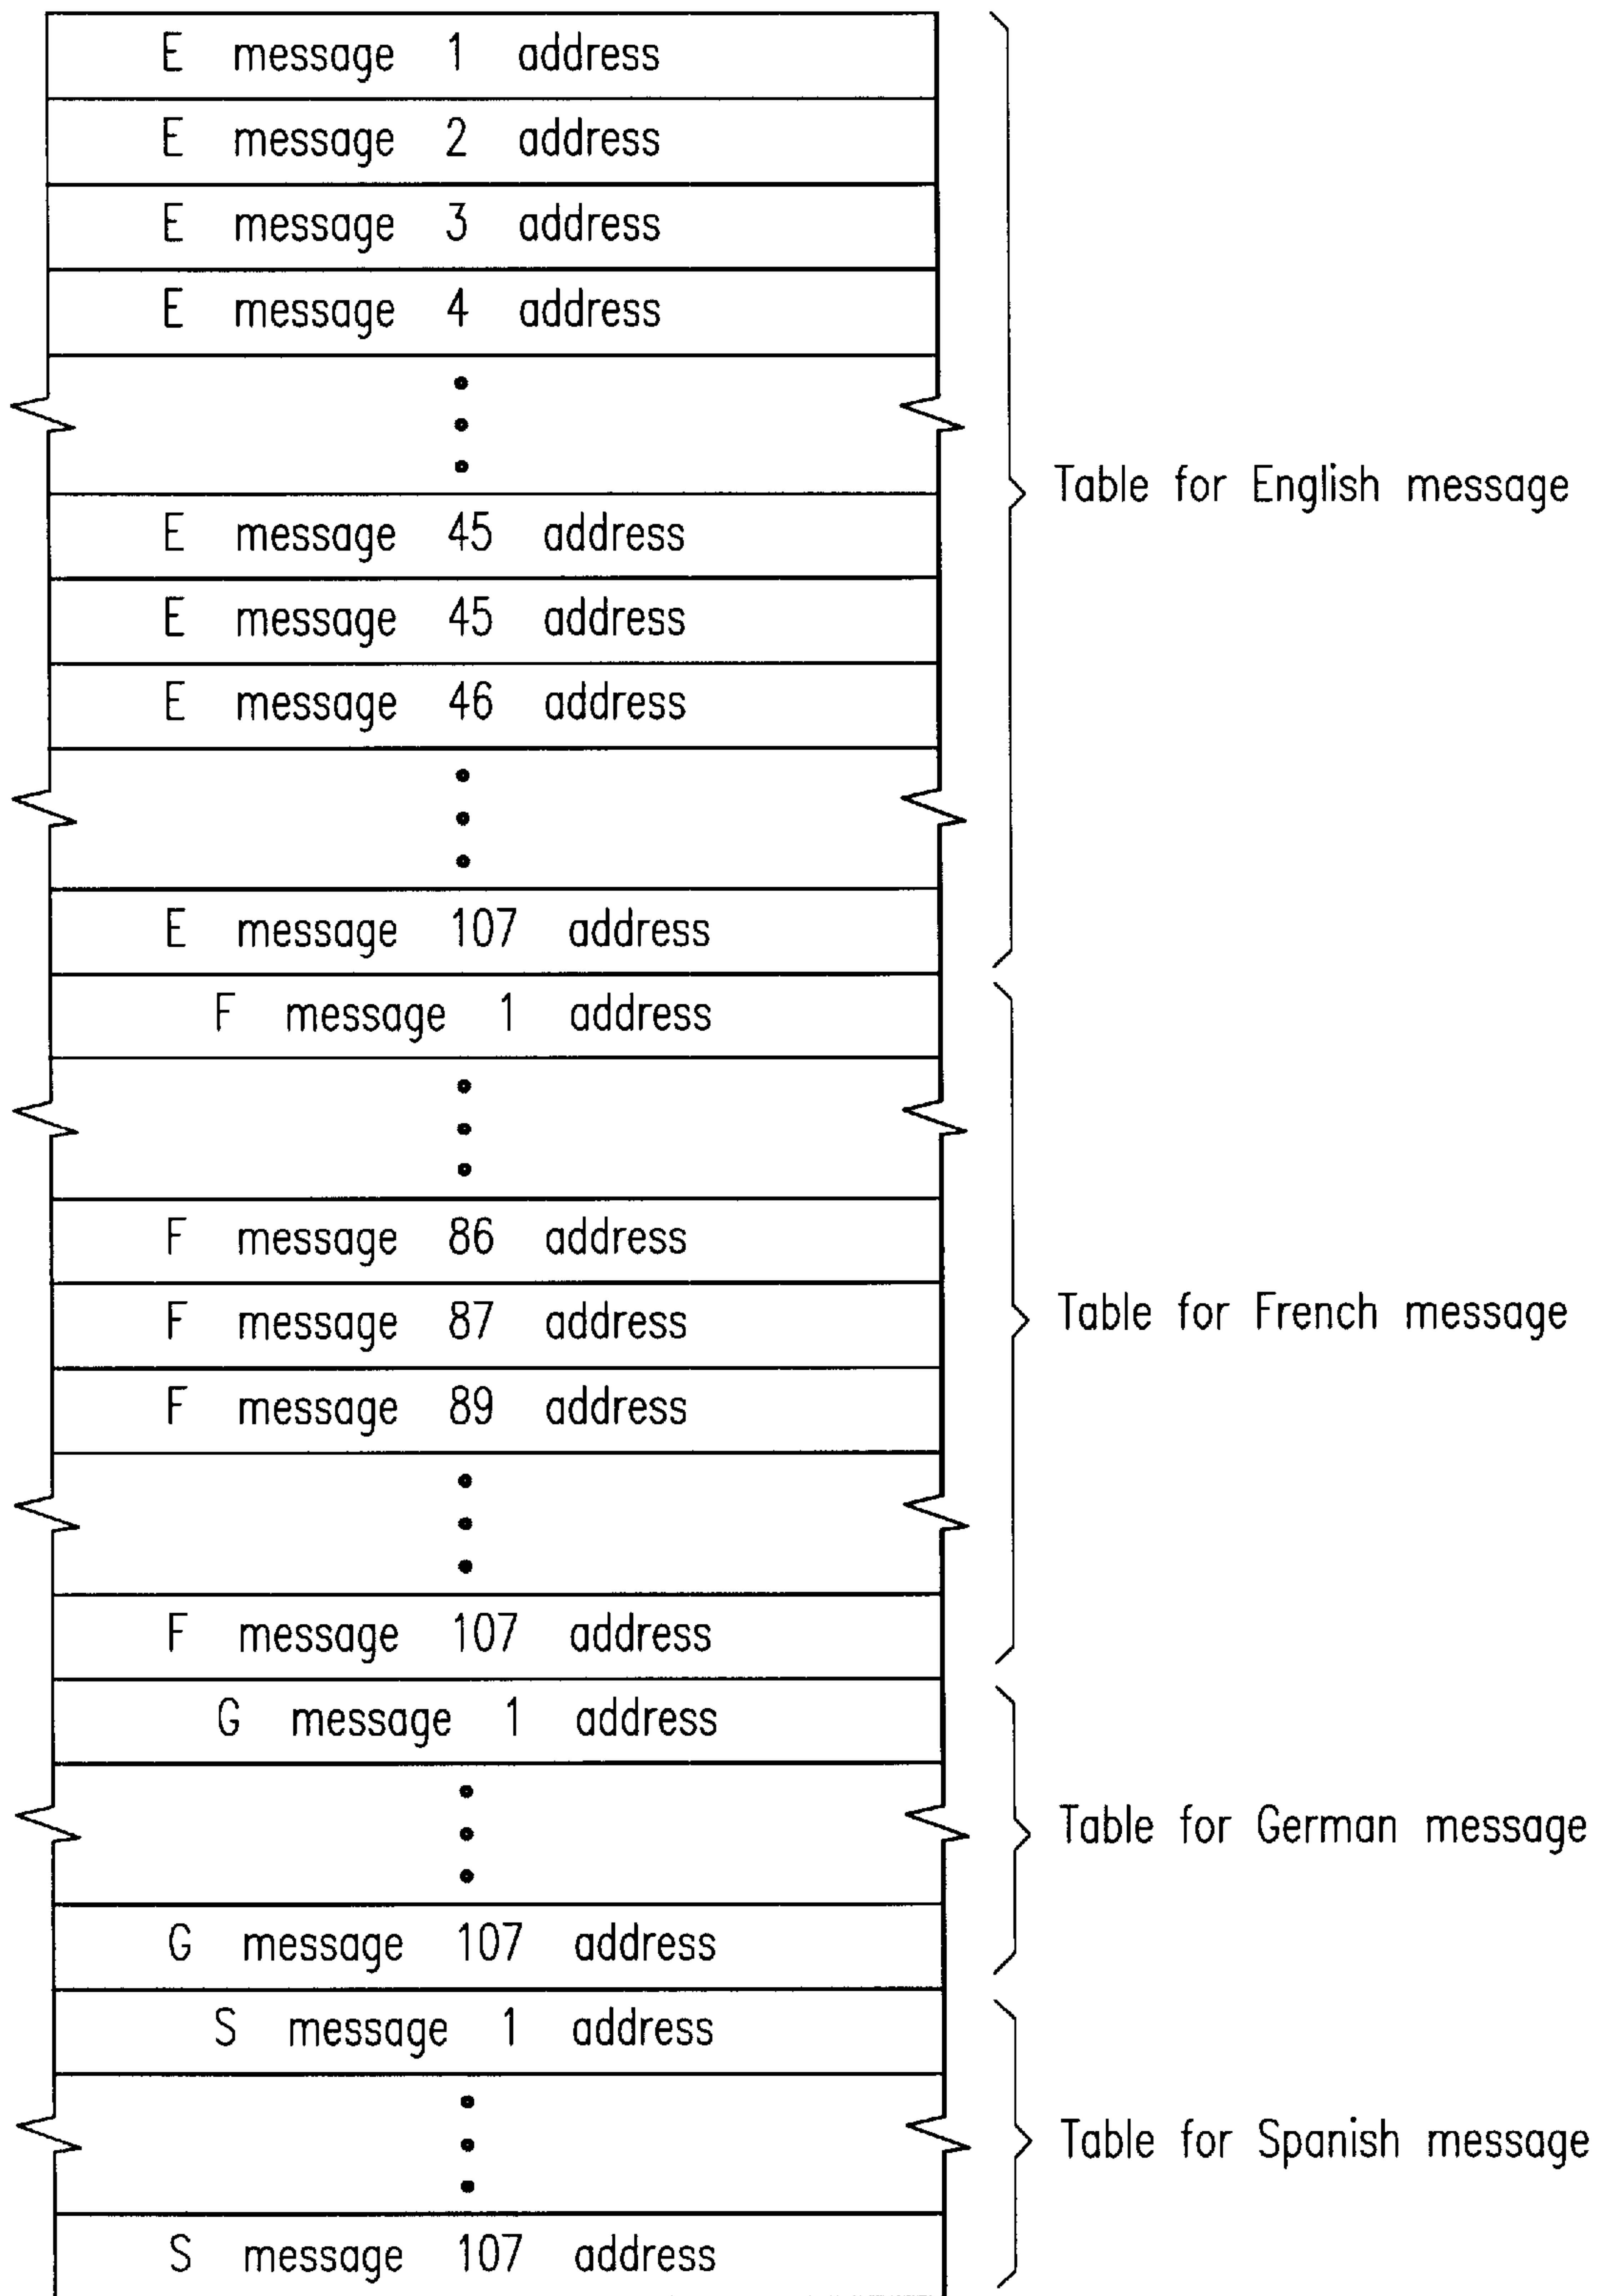 E message 1 address
E message 2 address
E message 3 address
E message 4 address
Table for English message
E message 45 address
E message 45 address
E message 46 address
E message 107 address
F message 1 address
F message 86 address
Table for French message
F message 87 address
F message 89 address
F message 107 address
G message 1 address
Table for German message
G message 107 address
S message 1 address
Table for Spanish message
S message 107 address